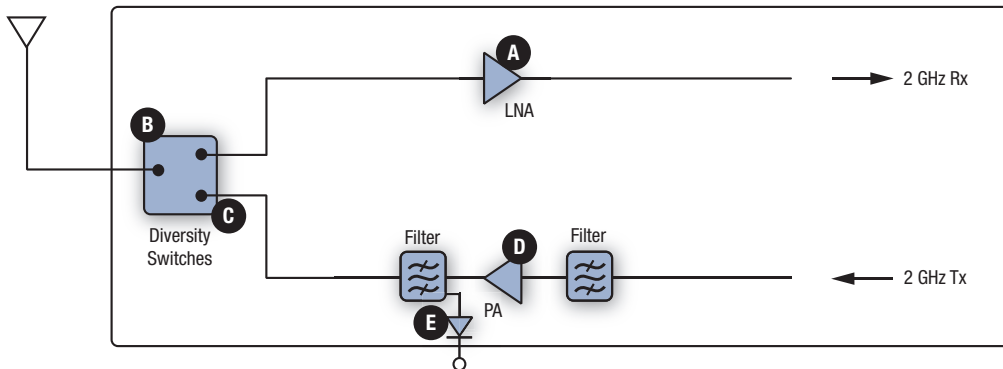 A
LNA
2 GHz Rx
B
C
Diversity
Switches
Filter
D
Filter
PA
2 GHz Tx
E